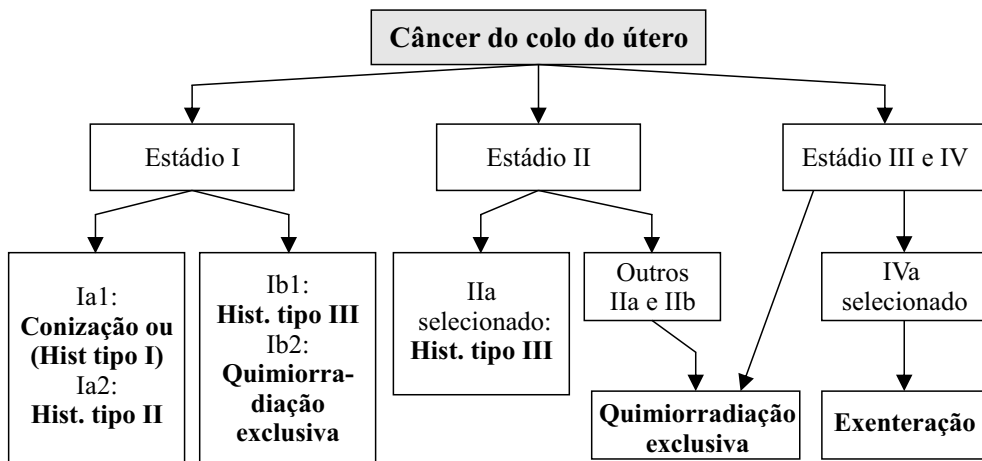 Câncer do colo do útero
Estádio I
Estádio II
Estádio III e IV
Ia1:
Conização ou
(Hist tipo I)
Ia2:
Hist. tipo II
Ib1:
Hist. tipo III
Ib2:
Quimiorra-
diação
exclusiva
IIa
selecionado:
Hist. tipo III
Outros
IIa e IIb
IVa
selecionado
Quimiorradiação
exclusiva
Exenteração